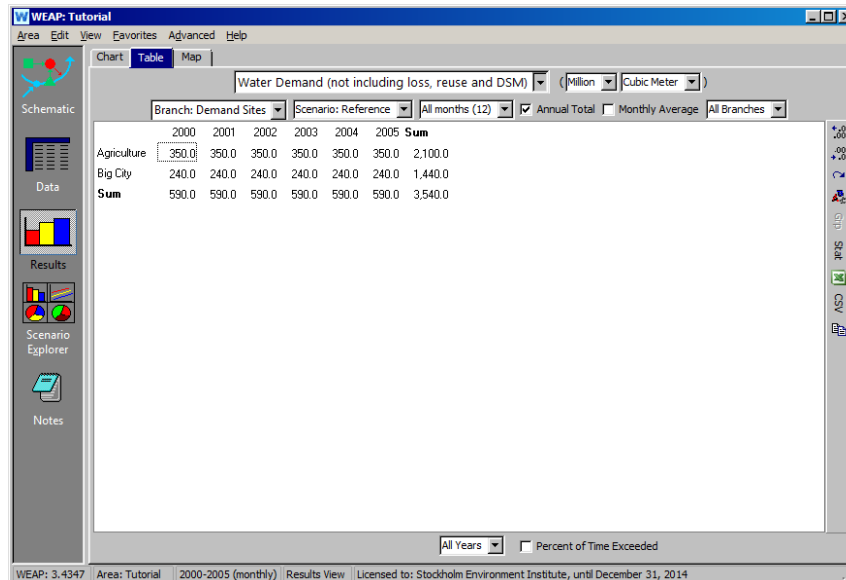 WEAP: Tutorial
Area Edit View Favorites Advanced Help
Chart Table Map
Water Demand (not including loss, reuse and DSM) ( Million Cubic Meter )
Branch: Demand Sites Scenario: Reference All months (12) Annual Total Monthly Average All Branches
2000 2001 2002 2003 2004 2005 Sum
Agriculture 350.0 350.0 350.0 350.0 350.0 350.0 2,100.0
Big City 240.0 240.0 240.0 240.0 240.0 240.0 1,440.0
Sum 590.0 590.0 590.0 590.0 590.0 590.0 3,540.0
Schematic
Data
Results
Scenario
Explorer
Notes
Grp
Stat
CSV
All Years Percent of Time Exceeded
WEAP: 3.4347 Area: Tutorial 2000-2005 (monthly) Results View Licensed to: Stockholm Environment Institute, until December 31, 2014